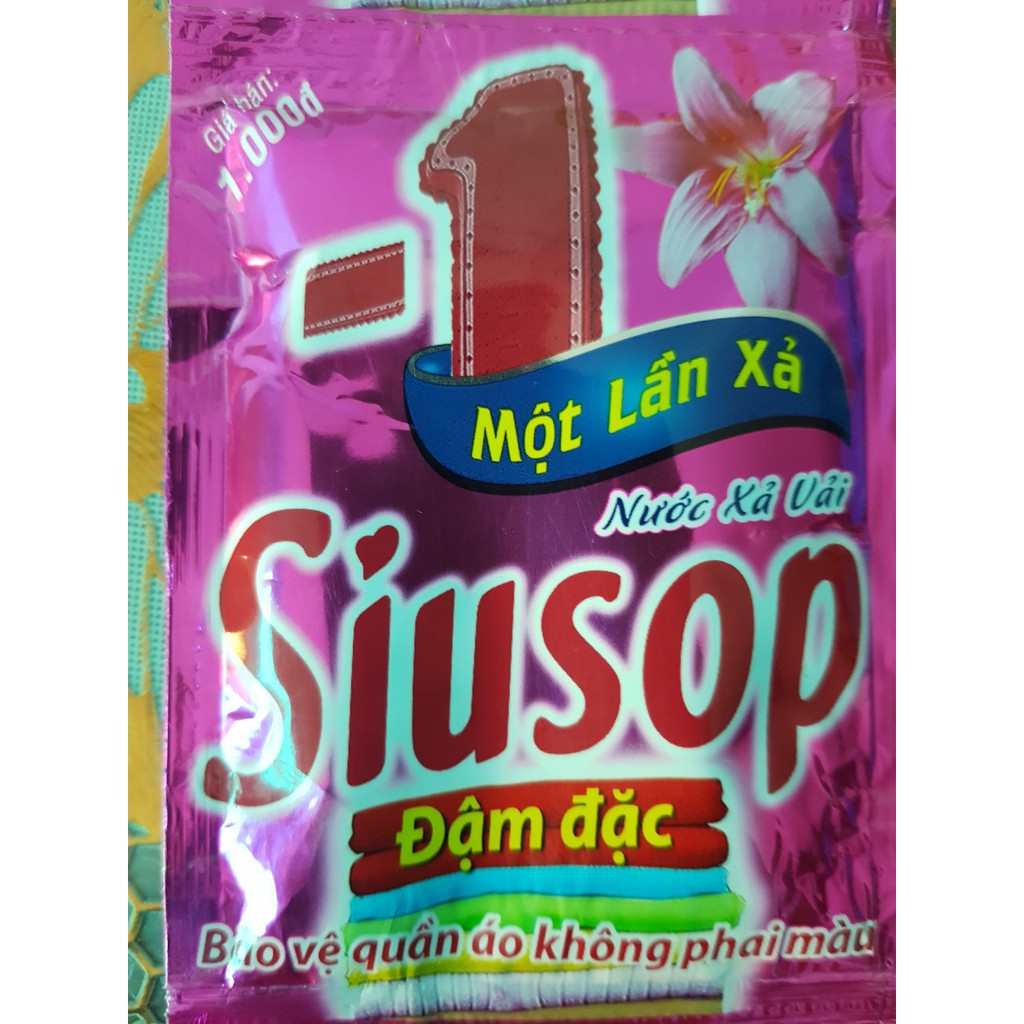 Giá bán:
1.000đ
-1
Một Lần Xả
Nước Xả Vải
Siusop
Đậm đặc
Bảo vệ quần áo không phai màu